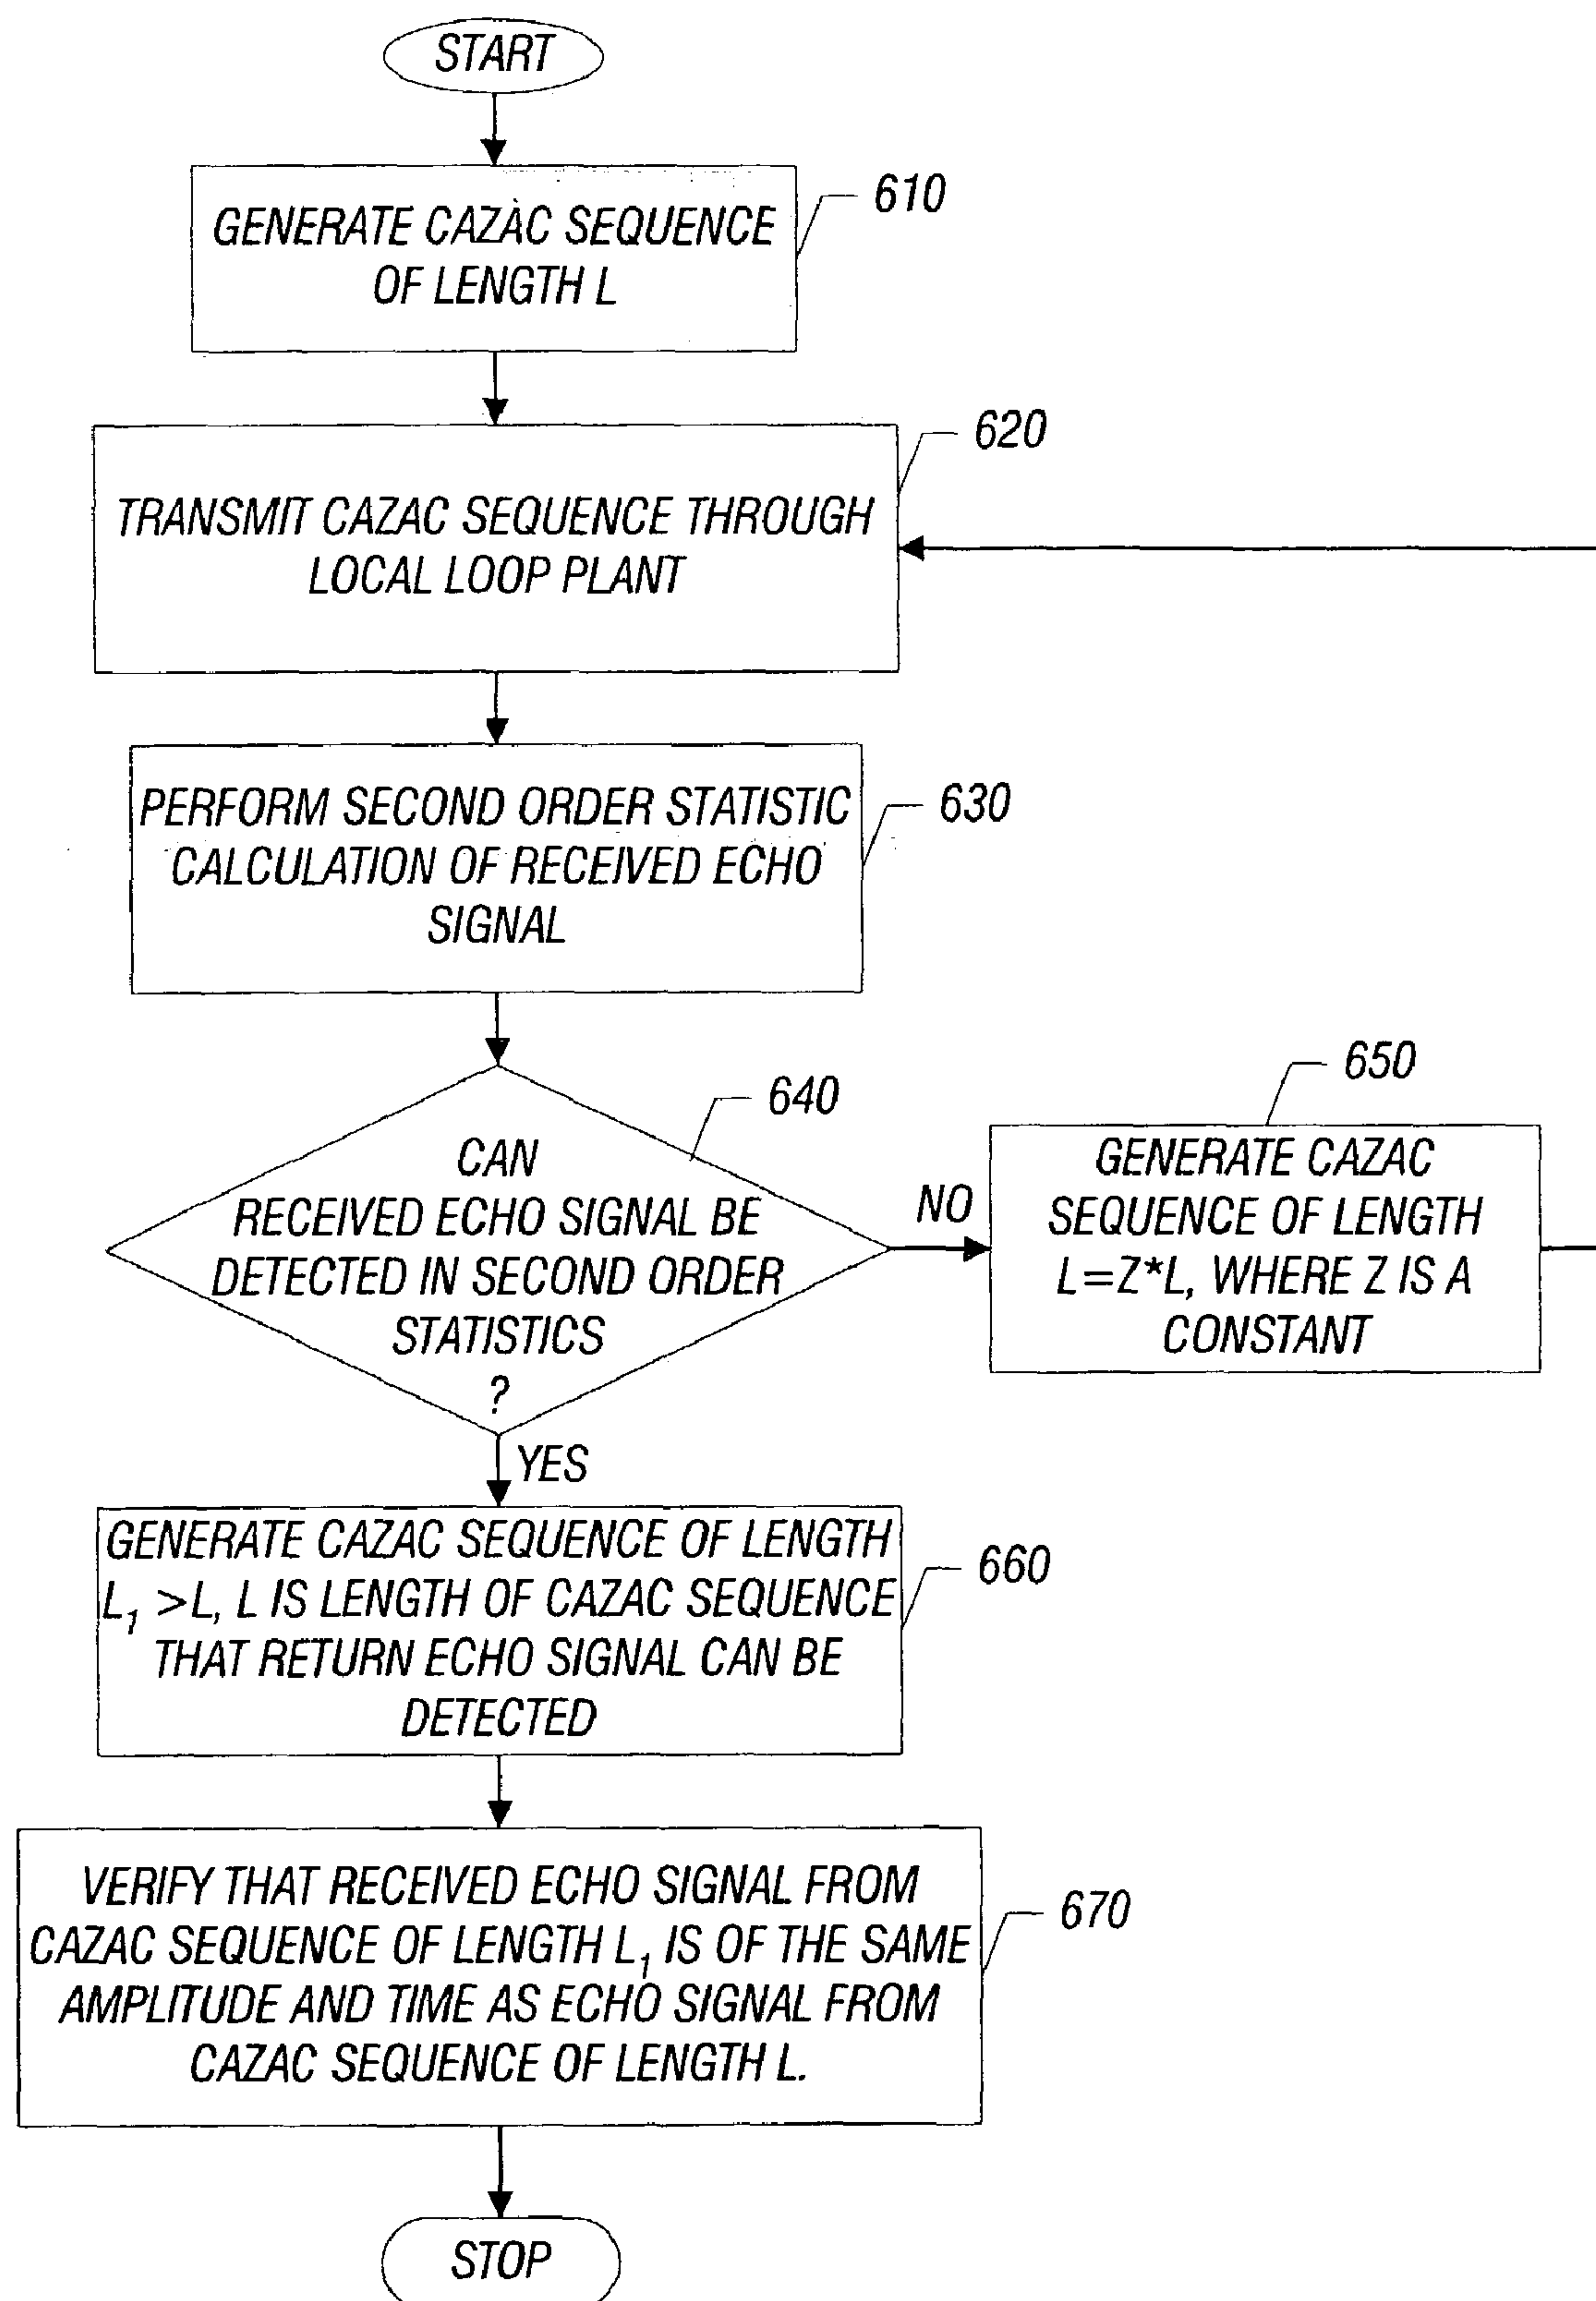 START
GENERATE CAZAC SEQUENCE
OF LENGTH L
610
TRANSMIT CAZAC SEQUENCE THROUGH
LOCAL LOOP PLANT
620
PERFORM SECOND ORDER STATISTIC
CALCULATION OF RECEIVED ECHO
SIGNAL
630
CAN
RECEIVED ECHO SIGNAL BE
DETECTED IN SECOND ORDER
STATISTICS
?
640
NO
GENERATE CAZAC
SEQUENCE OF LENGTH
L=Z*L, WHERE Z IS A
CONSTANT
650
YES
GENERATE CAZAC SEQUENCE OF LENGTH
L₁ >L, L IS LENGTH OF CAZAC SEQUENCE
THAT RETURN ECHO SIGNAL CAN BE
DETECTED
660
VERIFY THAT RECEIVED ECHO SIGNAL FROM
CAZAC SEQUENCE OF LENGTH L₁ IS OF THE SAME
AMPLITUDE AND TIME AS ECHO SIGNAL FROM
CAZAC SEQUENCE OF LENGTH L.
670
STOP